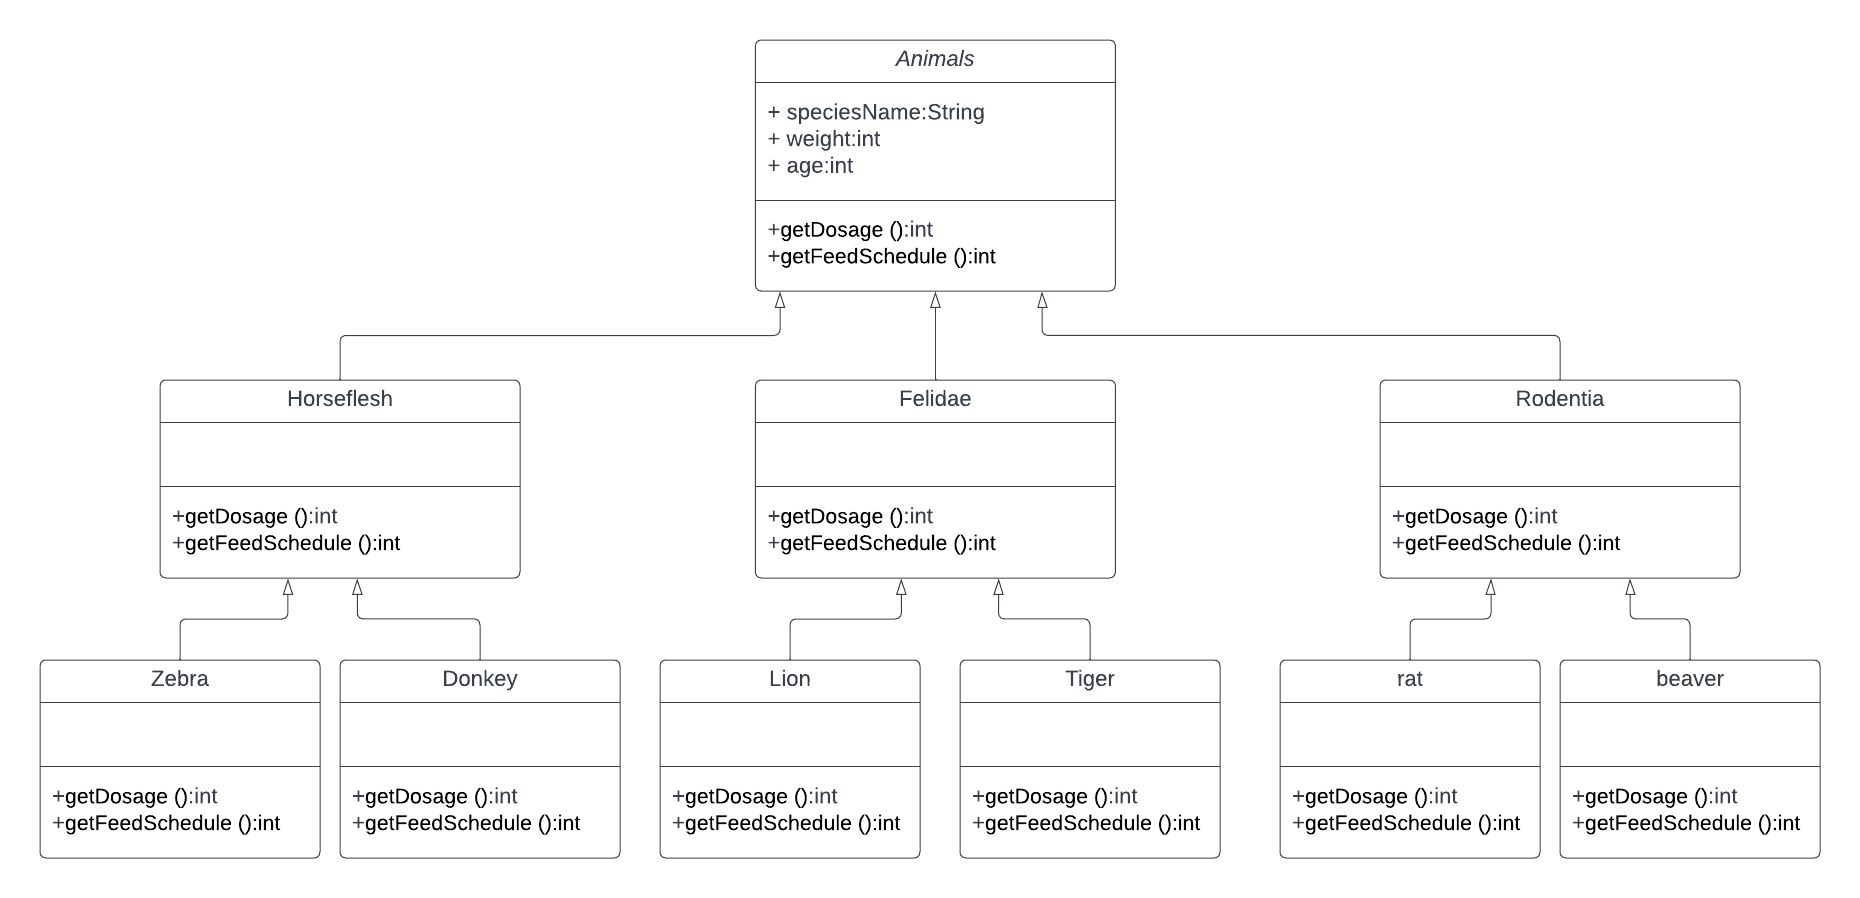 Animals
+ speciesName:String
+ weight:int
+ age:int
+getDosage ():int
+getFeedSchedule ():int
Horseflesh
+getDosage ():int
+getFeedSchedule ():int
Felidae
+getDosage ():int
+getFeedSchedule ():int
Rodentia
+getDosage ():int
+getFeedSchedule ():int
Zebra
+getDosage ():int
+getFeedSchedule ():int
Donkey
+getDosage ():int
+getFeedSchedule ():int
Lion
+getDosage ():int
+getFeedSchedule ():int
Tiger
+getDosage ():int
+getFeedSchedule ():int
rat
+getDosage ():int
+getFeedSchedule ():int
beaver
+getDosage ():int
+getFeedSchedule ():int